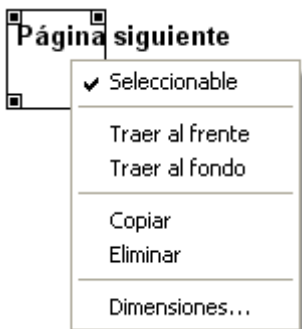 Página siguiente
Seleccionable
Traer al frente
Traer al fondo
Copiar
Eliminar
Dimensiones...